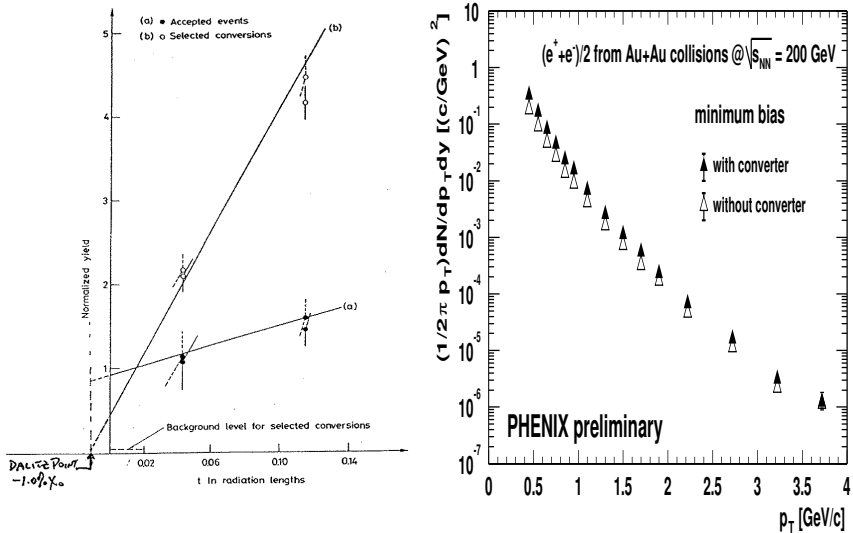 (a) • Accepted events
(b) ○ Selected conversions
(b)
5
4
3
2
1
Normalized yield
(a)
Background level for selected conversions
0.02
0.06
0.10
0.14
t In radiation lengths
DALITZ POINT
-1.0% X₀
(1/2π p_T)dN/dp_Tdy [(c/GeV)²]
10
1
10⁻¹
10⁻²
10⁻³
10⁻⁴
10⁻⁵
10⁻⁶
10⁻⁷
(e⁺+e⁻)/2 from Au+Au collisions @√s_NN = 200 GeV
minimum bias
with converter
without converter
PHENIX preliminary
0 0.5 1 1.5 2 2.5 3 3.5 4
p_T [GeV/c]